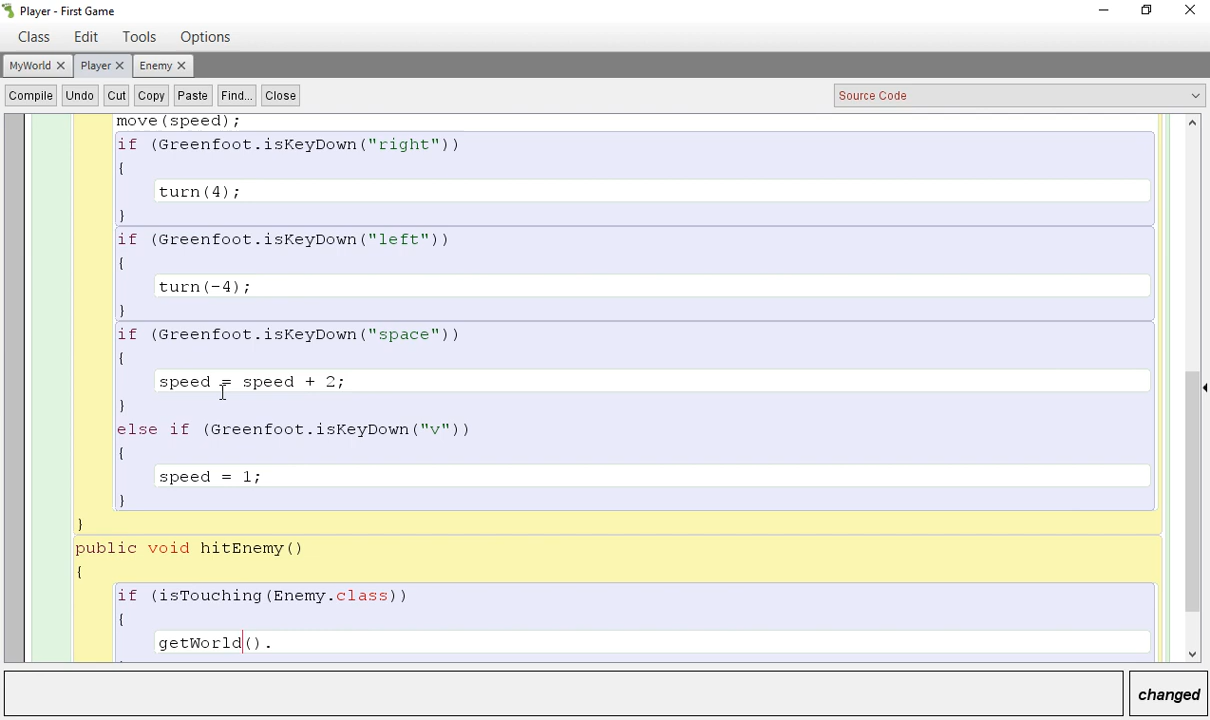 Player - First Game
Class Edit Tools Options
MyWorld Player Enemy
Compile Undo Cut Copy Paste Find... Close Source Code
move(speed);
if (Greenfoot.isKeyDown("right"))
{
turn(4);
}
if (Greenfoot.isKeyDown("left"))
{
turn(-4);
}
if (Greenfoot.isKeyDown("space"))
{
speed = speed + 2;
}
else if (Greenfoot.isKeyDown("v"))
{
speed = 1;
}
}
public void hitEnemy()
{
if (isTouching(Enemy.class))
{
getWorld().
changed